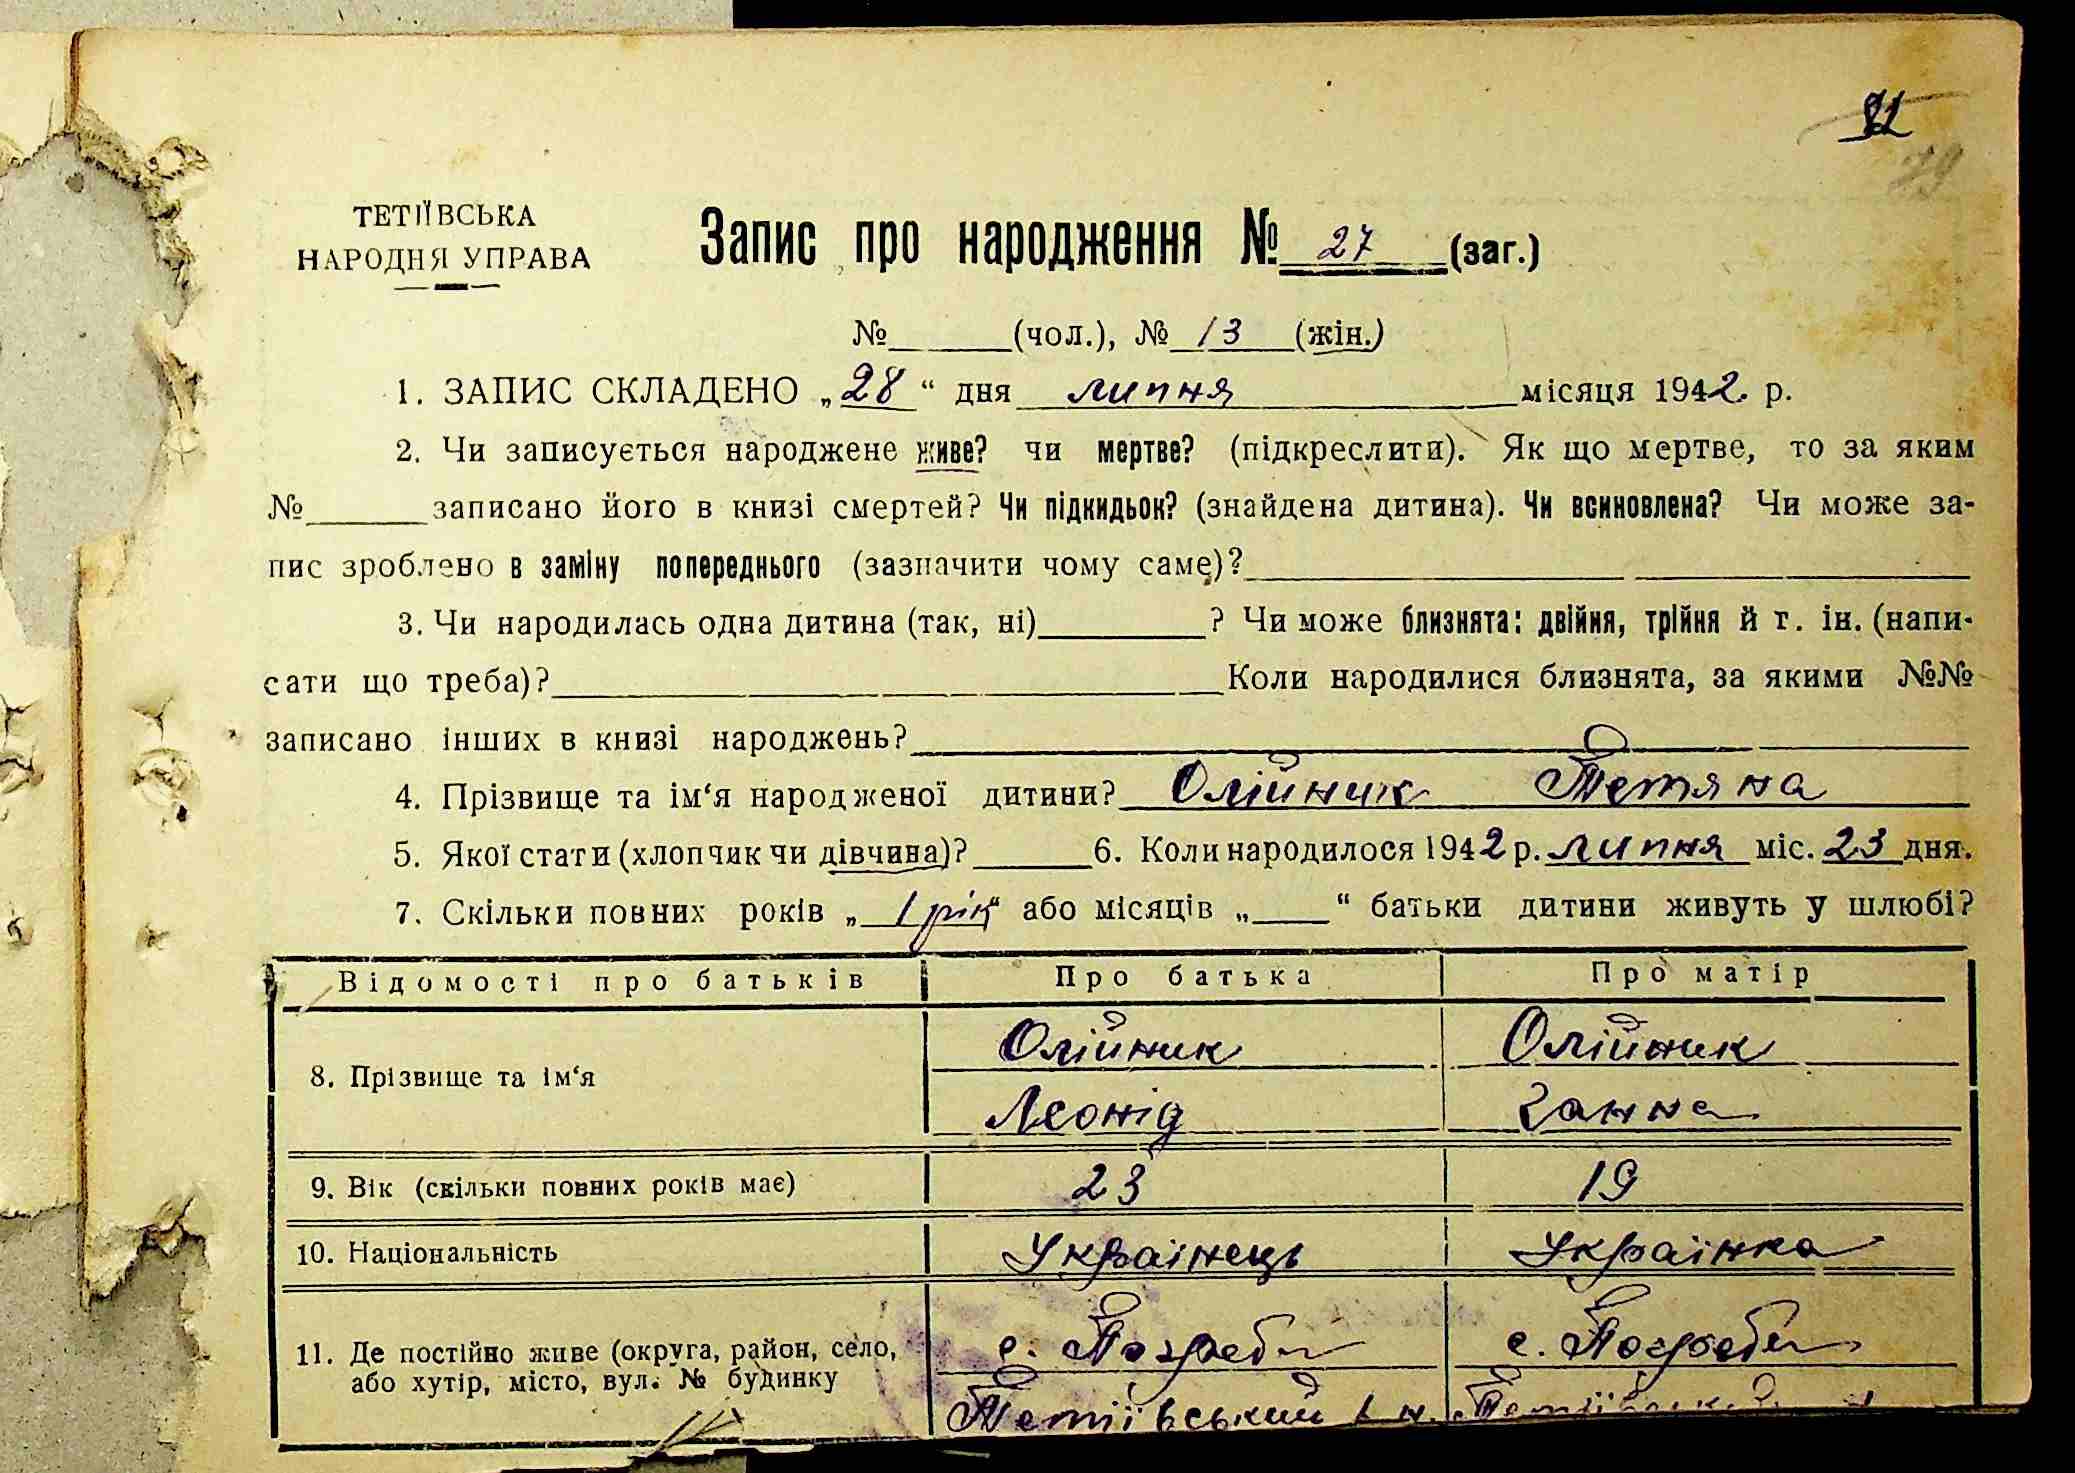 ТЕТІЇВСЬКА
НАРОДНЯ УПРАВА
Запис про народження № 27 (заг.)
№ (чол.), № 13 (жін.)
1. ЗАПИС СКЛАДЕНО „28“ дня липня місяця 1942 р.
2. Чи записується народжене живе? чи мертве? (підкреслити). Як що мертве, то за яким
№ записано його в книзі смертей? Чи підкидьок? (знайдена дитина). Чи всиновлена? Чи може за-
пис зроблено в заміну попереднього (зазначити чому саме)?
3. Чи народилась одна дитина (так, ні) ? Чи може близнята: двійня, трійня й т. ін. (напи-
сати що треба)? Коли народилися близнята, за якими №№
записано інших в книзі народжень?
4. Прізвище та ім‘я народженої дитини? Олійник Тетяна
5. Якої стати (хлопчик чи дівчина)? 6. Коли народилося 1942 р. липня міс. 23 дня.
7. Скільки повних років „1 рік“ або місяців „ “ батьки дитини живуть у шлюбі?
Відомості про батьків Про батька Про матір
8. Прізвище та ім‘я Олійник Леонід Олійник Ганна
9. Вік (скільки повних років має) 23 19
10. Національність Українець Українка
11. Де постійно живе (округа, район, село, с. Погреби с. Погреби
або хутір, місто, вул. № будинку Тетіївський Тетіївський